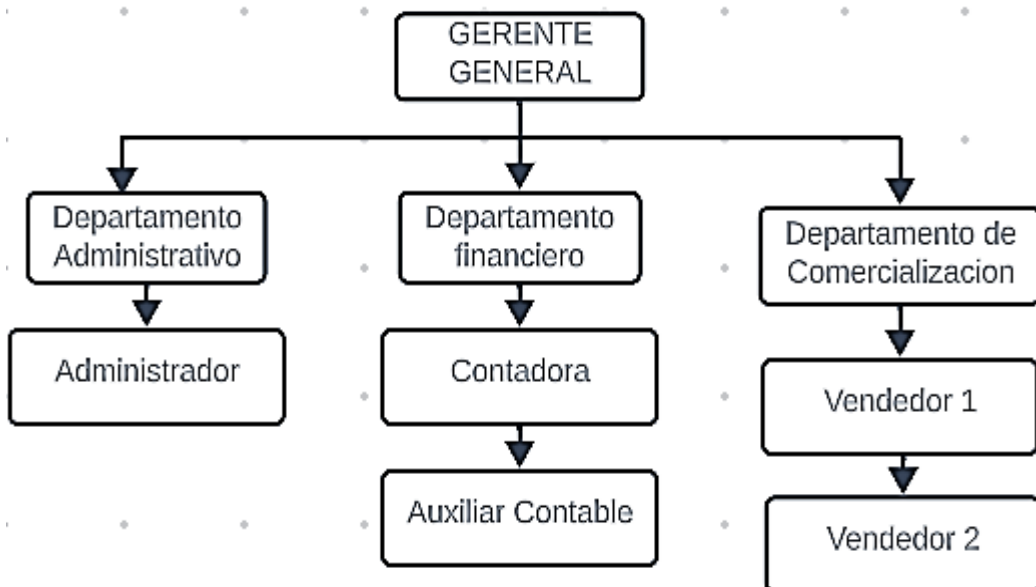 GERENTE
GENERAL
Departamento
Administrativo
Departamento
financiero
Departamento de
Comercializacion
Administrador
Contadora
Vendedor 1
Auxiliar Contable
Vendedor 2